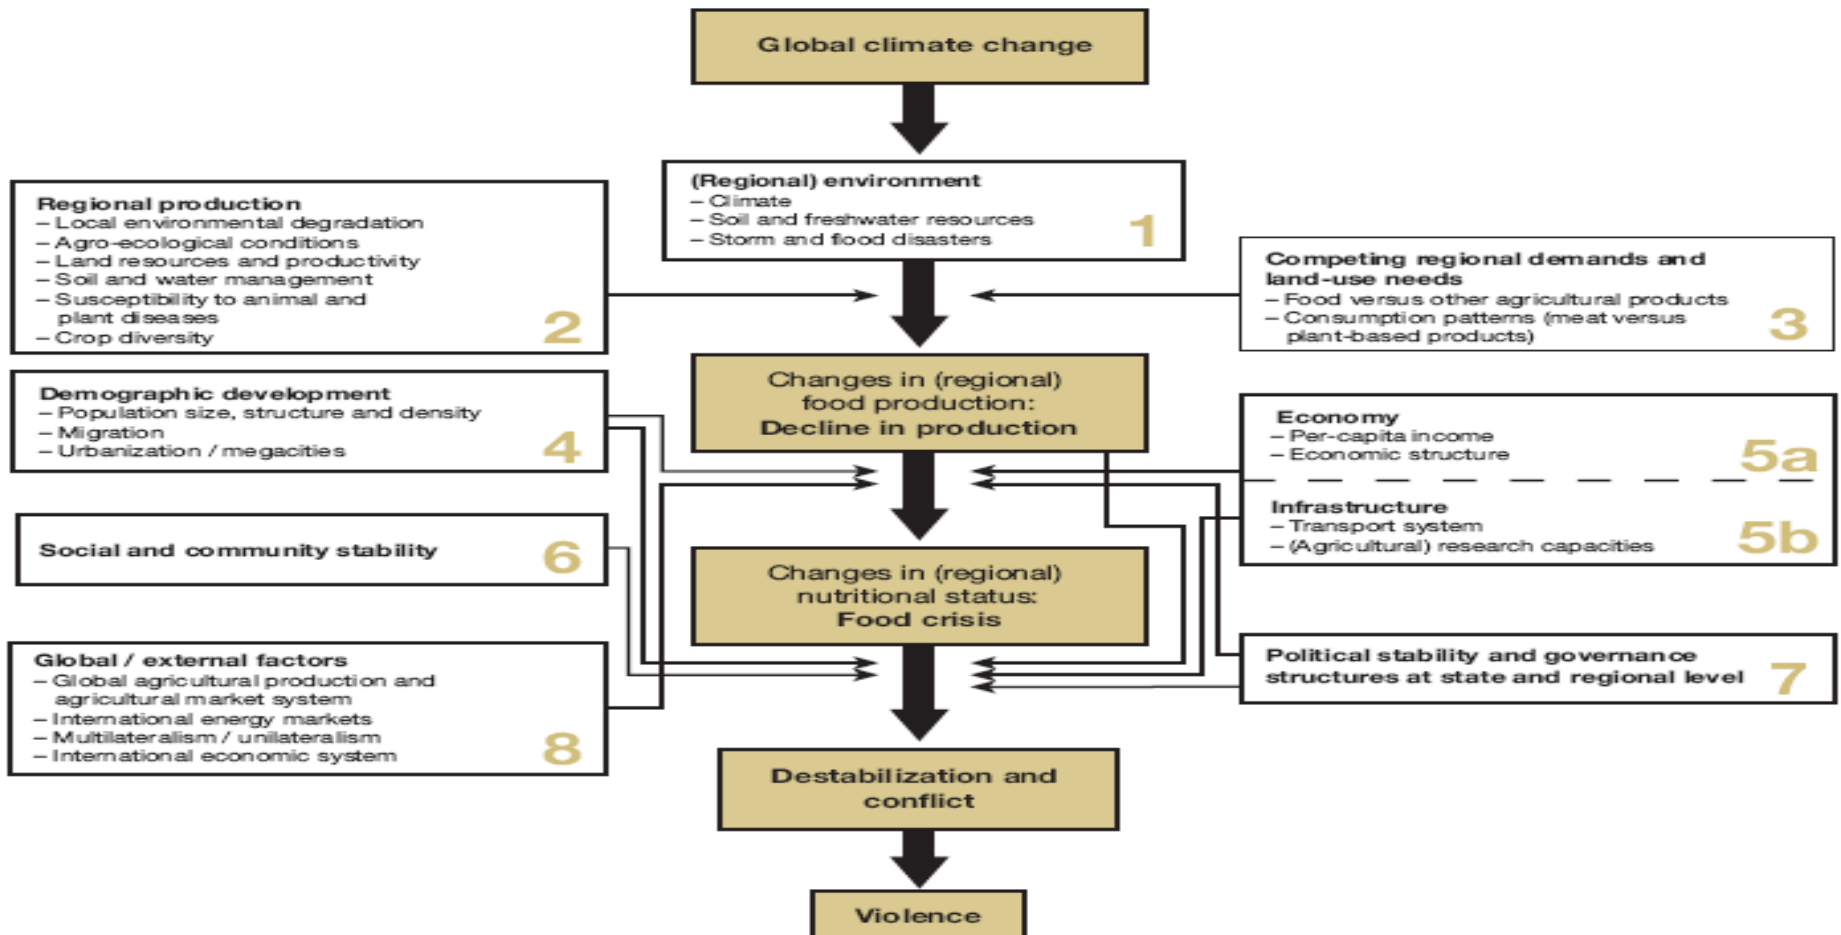 Global climate change
(Regional) environment
– Climate
– Soil and freshwater resources
– Storm and flood disasters
1
Regional production
– Local environmental degradation
– Agro-ecological conditions
– Land resources and productivity
– Soil and water management
– Susceptibility to animal and
plant diseases
– Crop diversity
2
Competing regional demands and
land-use needs
– Food versus other agricultural products
– Consumption patterns (meat versus
plant-based products)
3
Changes in (regional)
food production:
Decline in production
Demographic development
– Population size, structure and density
– Migration
– Urbanization / megacities
4
Economy
– Per-capita income
– Economic structure
5a
Infrastructure
– Transport system
– (Agricultural) research capacities
5b
Social and community stability
6
Changes in (regional)
nutritional status:
Food crisis
Political stability and governance
structures at state and regional level
7
Global / external factors
– Global agricultural production and
agricultural market system
– International energy markets
– Multilateralism / unilateralism
– International economic system
8
Destabilization and
conflict
Violence